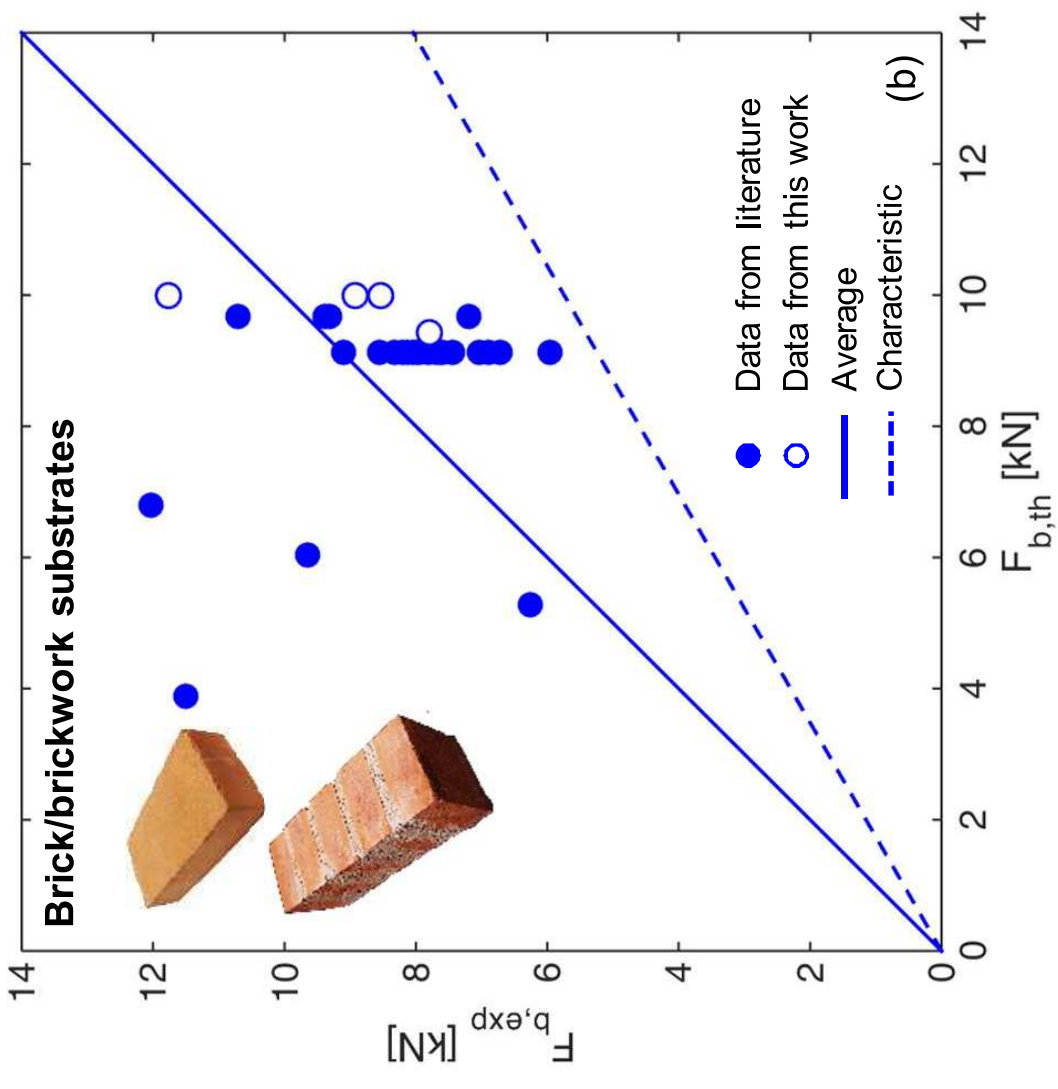 Brick/brickwork substrates
14
12
10
8
6
4
2
0
F_b,exp [kN]
Data from literature
Data from this work
Average
Characteristic
(b)
0 2 4 6 8 10 12 14
F_b,th [kN]